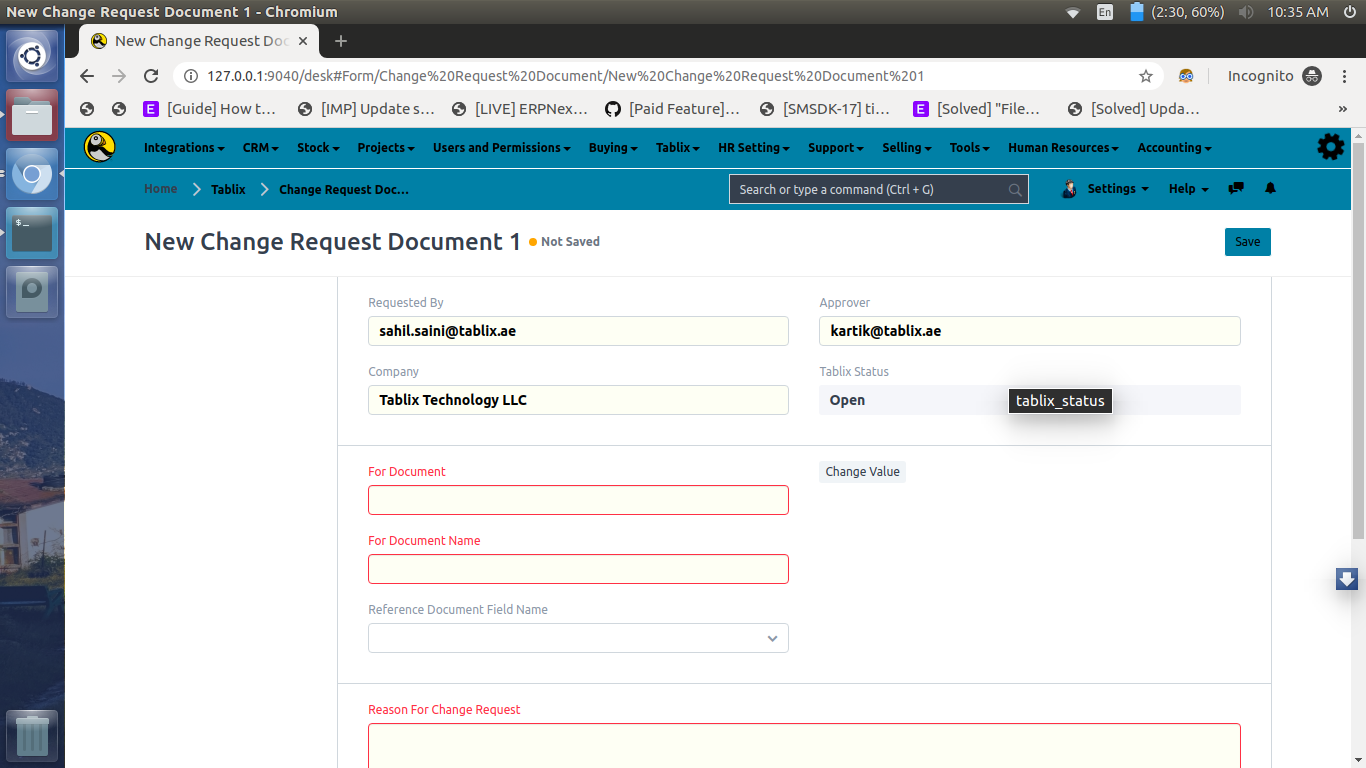 New Change Request Document 1 - Chromium
En (2:30, 60%) 10:35 AM
New Change Request Doc
127.0.0.1:9040/desk#Form/Change%20Request%20Document/New%20Change%20Request%20Document%201
Incognito
[Guide] How t… [IMP] Update s… [LIVE] ERPNex… [Paid Feature]… [SMSDK-17] ti… [Solved] "File… [Solved] Upda… »
Integrations CRM Stock Projects Users and Permissions Buying Tablix HR Setting Support Selling Tools Human Resources Accounting
Home Tablix Change Request Doc... Search or type a command (Ctrl + G) Settings Help
New Change Request Document 1 Not Saved Save
Requested By Approver
sahil.saini@tablix.ae kartik@tablix.ae
Company Tablix Status
Tablix Technology LLC Open tablix_status
For Document Change Value
For Document Name
Reference Document Field Name
Reason For Change Request